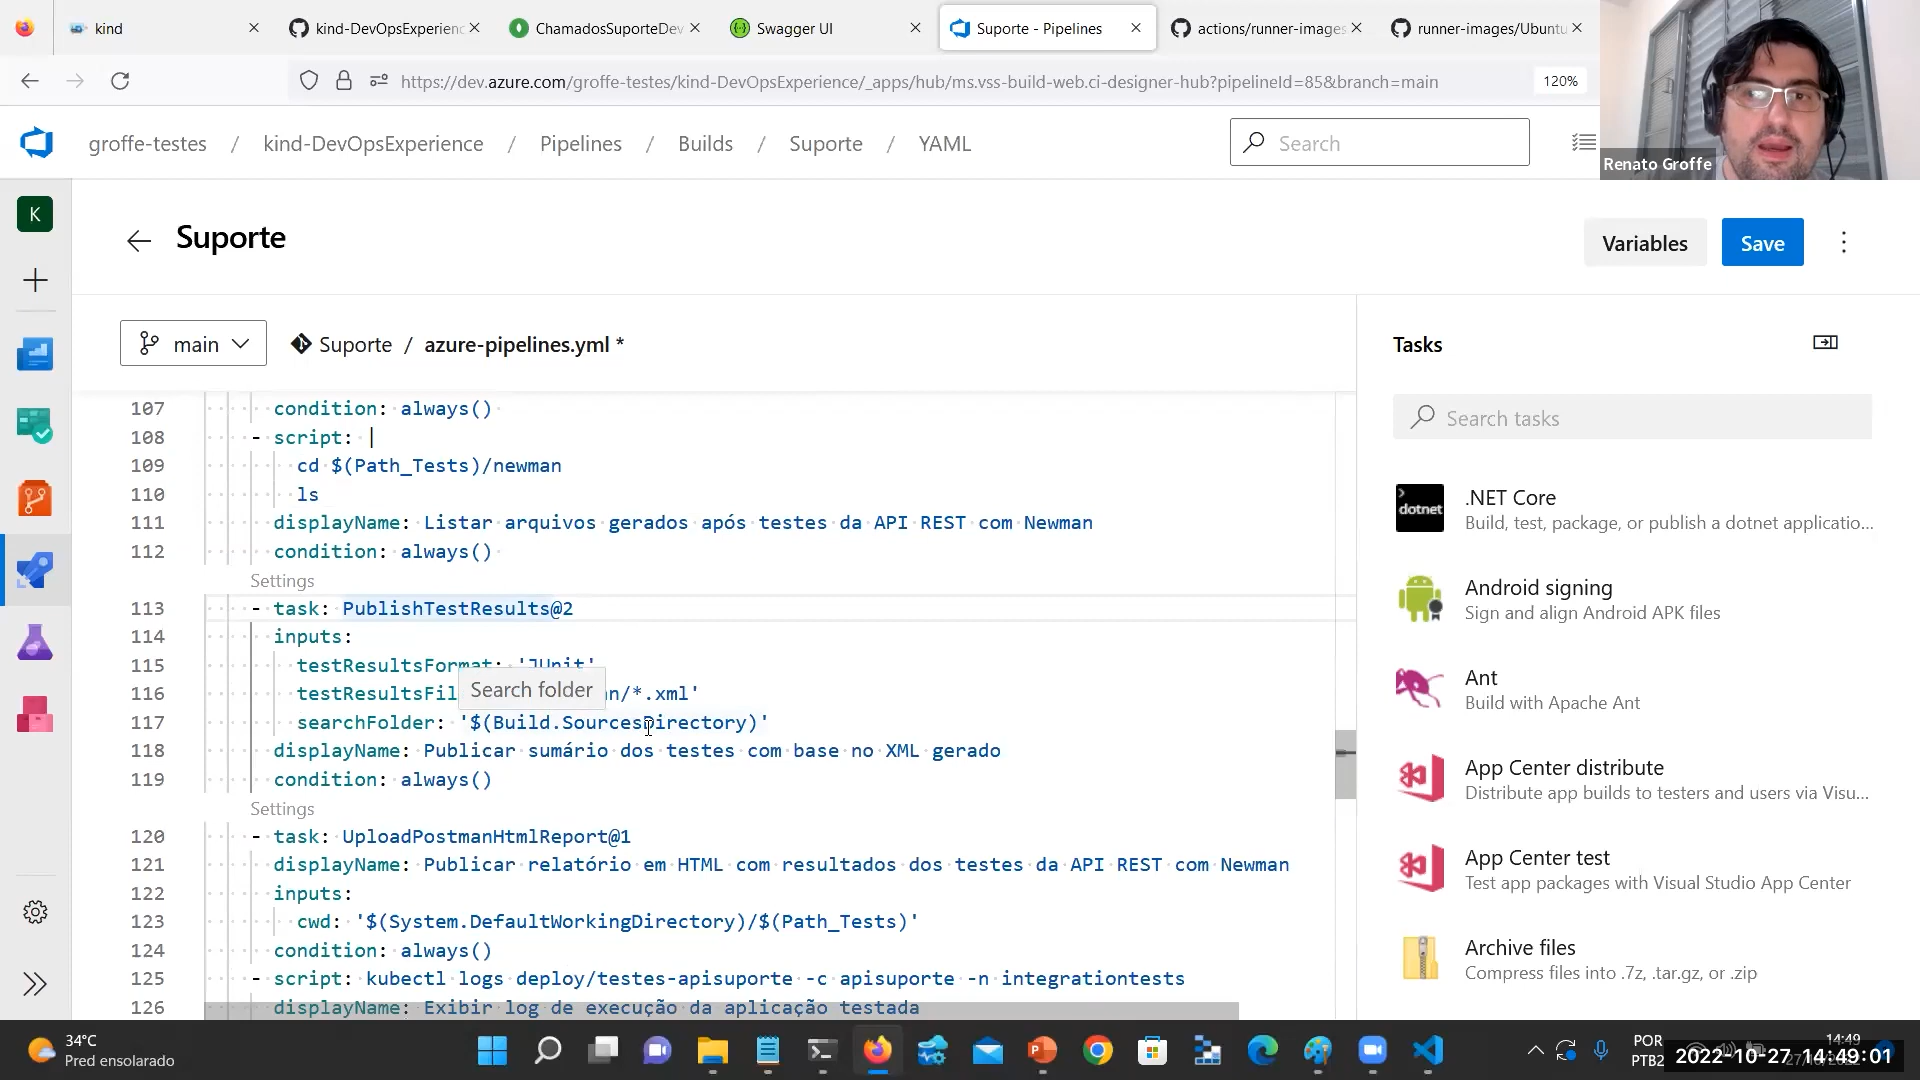 kind
kind-DevOpsExperienc
ChamadosSuporteDev
Swagger UI
Suporte - Pipelines
actions/runner-images
runner-images/Ubuntu
https://dev.azure.com/groffe-testes/kind-DevOpsExperience/_apps/hub/ms.vss-build-web.ci-designer-hub?pipelineId=85&branch=main
120%
groffe-testes / kind-DevOpsExperience / Pipelines / Builds / Suporte / YAML
Search
Renato Groffe
K
Suporte
Variables
Save
main
Suporte / azure-pipelines.yml *
107 condition: always()
108 - script: |
109 cd $(Path_Tests)/newman
110 ls
111 displayName: Listar arquivos gerados após testes da API REST com Newman
112 condition: always()
Settings
113 - task: PublishTestResults@2
114 inputs:
115 testResultsFormat: 'JUnit'
116 testResultsFil n/*.xml'
Search folder
117 searchFolder: '$(Build.SourcesDirectory)'
118 displayName: Publicar sumário dos testes com base no XML gerado
119 condition: always()
Settings
120 - task: UploadPostmanHtmlReport@1
121 displayName: Publicar relatório em HTML com resultados dos testes da API REST com Newman
122 inputs:
123 cwd: '$(System.DefaultWorkingDirectory)/$(Path_Tests)'
124 condition: always()
125 - script: kubectl logs deploy/testes-apisuporte -c apisuporte -n integrationtests
126 displayName: Exibir log de execução da aplicação testada
Tasks
Search tasks
dotnet
.NET Core
Build, test, package, or publish a dotnet applicatio...
Android signing
Sign and align Android APK files
Ant
Build with Apache Ant
App Center distribute
Distribute app builds to testers and users via Visu...
App Center test
Test app packages with Visual Studio App Center
Archive files
Compress files into .7z, .tar.gz, or .zip
34°C
Pred ensolarado
POR
PTB2
14:49
2022-10-27 14:49:01